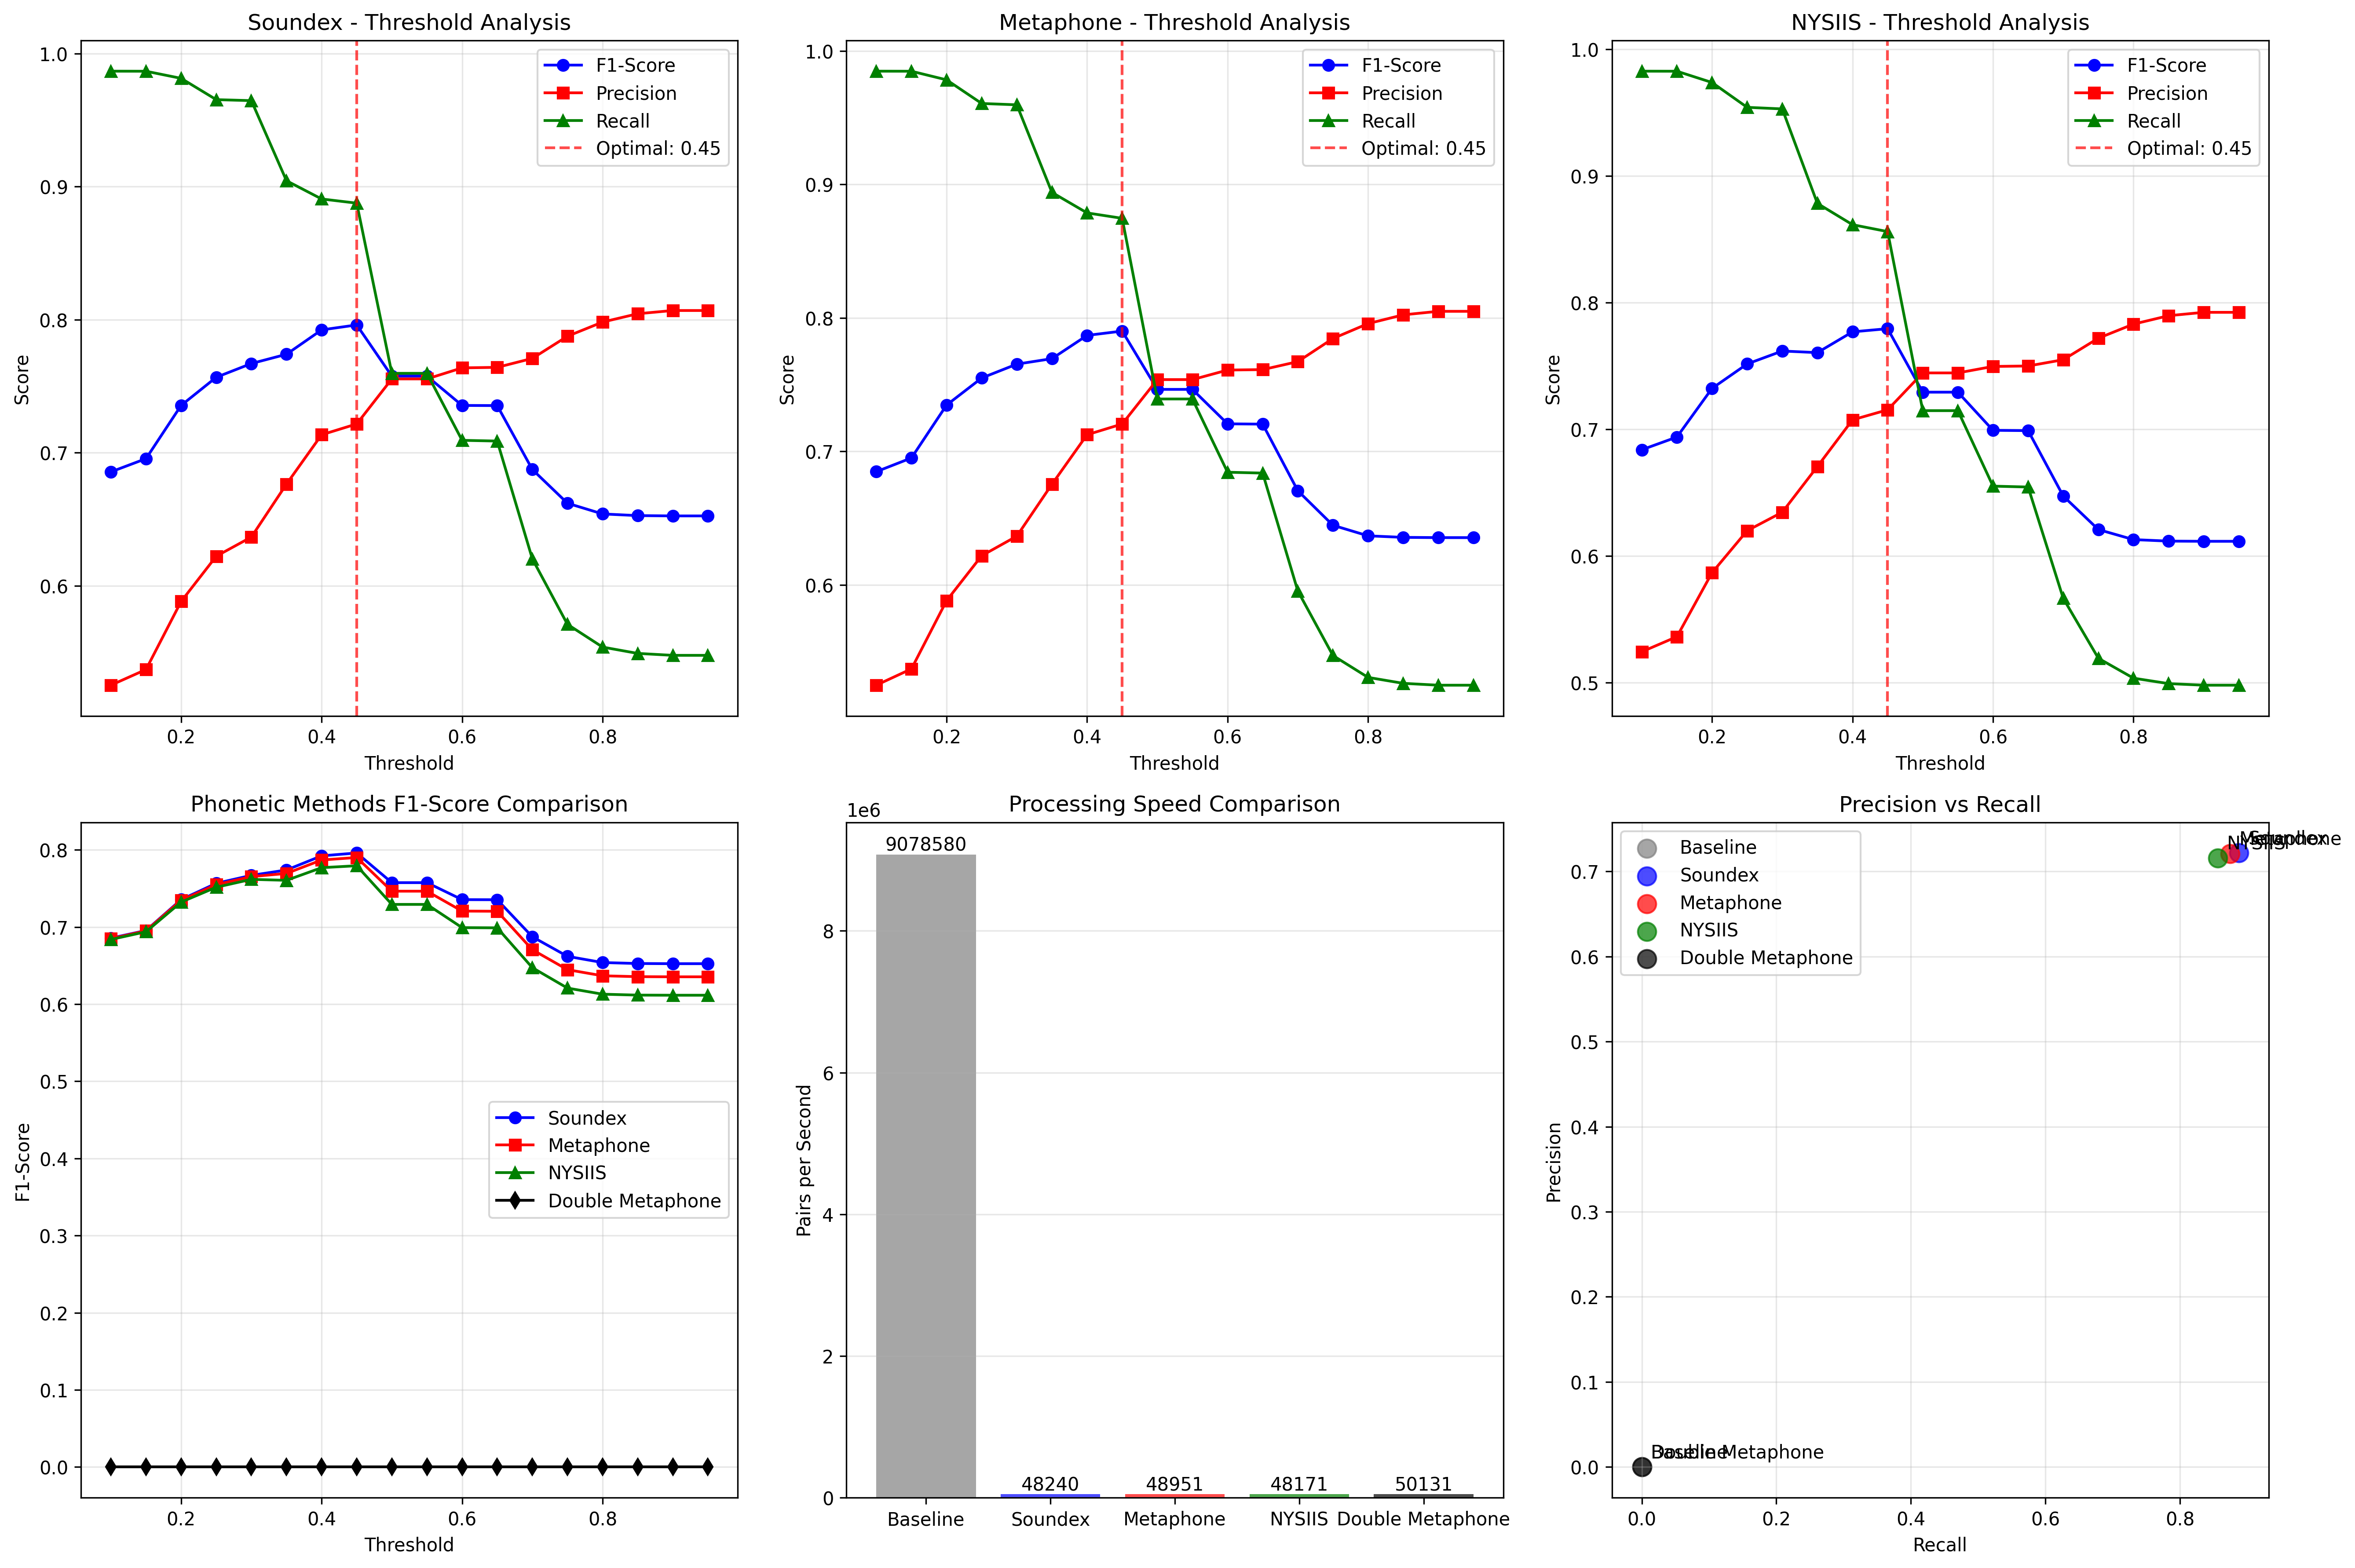 Soundex - Threshold Analysis
1.0
0.9
0.8
0.7
0.6
Score
0.2
0.4
0.6
0.8
Threshold
F1-Score
Precision
Recall
Optimal: 0.45
Metaphone - Threshold Analysis
1.0
0.9
0.8
0.7
0.6
Score
0.2
0.4
0.6
0.8
Threshold
F1-Score
Precision
Recall
Optimal: 0.45
NYSIIS - Threshold Analysis
1.0
0.9
0.8
0.7
0.6
0.5
Score
0.2
0.4
0.6
0.8
Threshold
F1-Score
Precision
Recall
Optimal: 0.45
Phonetic Methods F1-Score Comparison
0.8
0.7
0.6
0.5
0.4
0.3
0.2
0.1
0.0
F1-Score
0.2
0.4
0.6
0.8
Threshold
Soundex
Metaphone
NYSIIS
Double Metaphone
Processing Speed Comparison
1e6
8
6
4
2
0
Pairs per Second
9078580
48240
48951
48171
50131
Baseline
Soundex
Metaphone
NYSIIS
Double Metaphone
Precision vs Recall
0.7
0.6
0.5
0.4
0.3
0.2
0.1
0.0
Precision
0.0
0.2
0.4
0.6
0.8
Recall
Baseline
Soundex
Metaphone
NYSIIS
Double Metaphone
Soundex
Metaphone
NYSIIS
Baseline
Double Metaphone